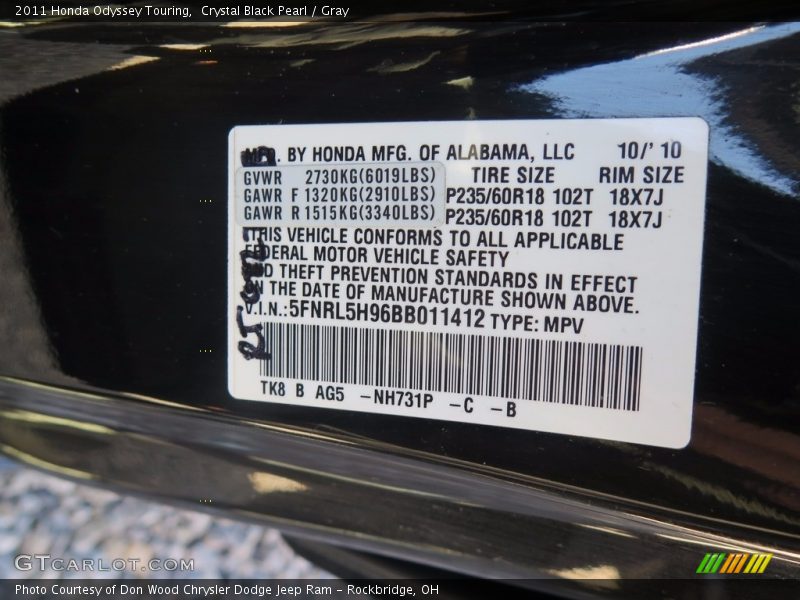 2011 Honda Odyssey Touring,  Crystal Black Pearl / Gray
BY HONDA MFG. OF ALABAMA, LLC 10/' 10
GVWR 2730KG(6019LBS) TIRE SIZE RIM SIZE
GAWR F 1320KG(2910LBS) P235/60R18 102T 18X7J
GAWR R 1515KG(3340LBS) P235/60R18 102T 18X7J
THIS VEHICLE CONFORMS TO ALL APPLICABLE
FEDERAL MOTOR VEHICLE SAFETY
AND THEFT PREVENTION STANDARDS IN EFFECT
ON THE DATE OF MANUFACTURE SHOWN ABOVE.
V.I.N.:5FNRL5H96BB011412 TYPE: MPV
TK8 B AG5 -NH731P -C -B
GTCARLOT.COM
Photo Courtesy of Don Wood Chrysler Dodge Jeep Ram - Rockbridge, OH